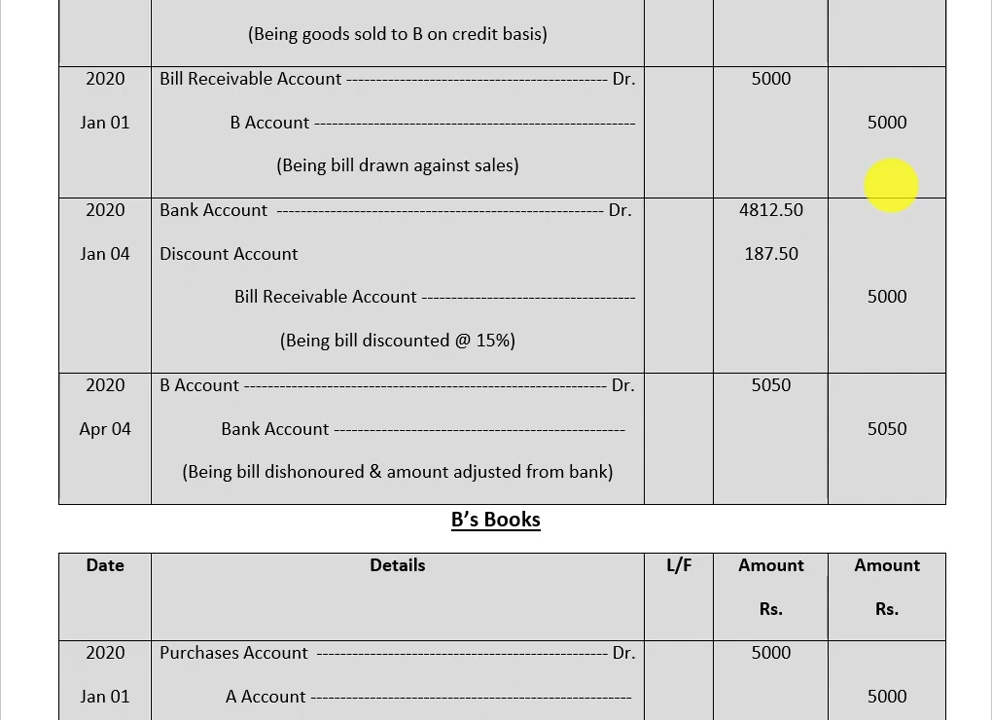 (Being goods sold to B on credit basis)
2020 Bill Receivable Account -------------------------------------------- Dr. 5000
Jan 01 B Account ------------------------------------------------------ 5000
(Being bill drawn against sales)
2020 Bank Account ------------------------------------------------------- Dr. 4812.50
Jan 04 Discount Account 187.50
Bill Receivable Account ------------------------------------ 5000
(Being bill discounted @ 15%)
2020 B Account ------------------------------------------------------------- Dr. 5050
Apr 04 Bank Account ------------------------------------------------- 5050
(Being bill dishonoured & amount adjusted from bank)
B’s Books
Date Details L/F Amount Amount
Rs. Rs.
2020 Purchases Account ------------------------------------------------- Dr. 5000
Jan 01 A Account ------------------------------------------------------ 5000